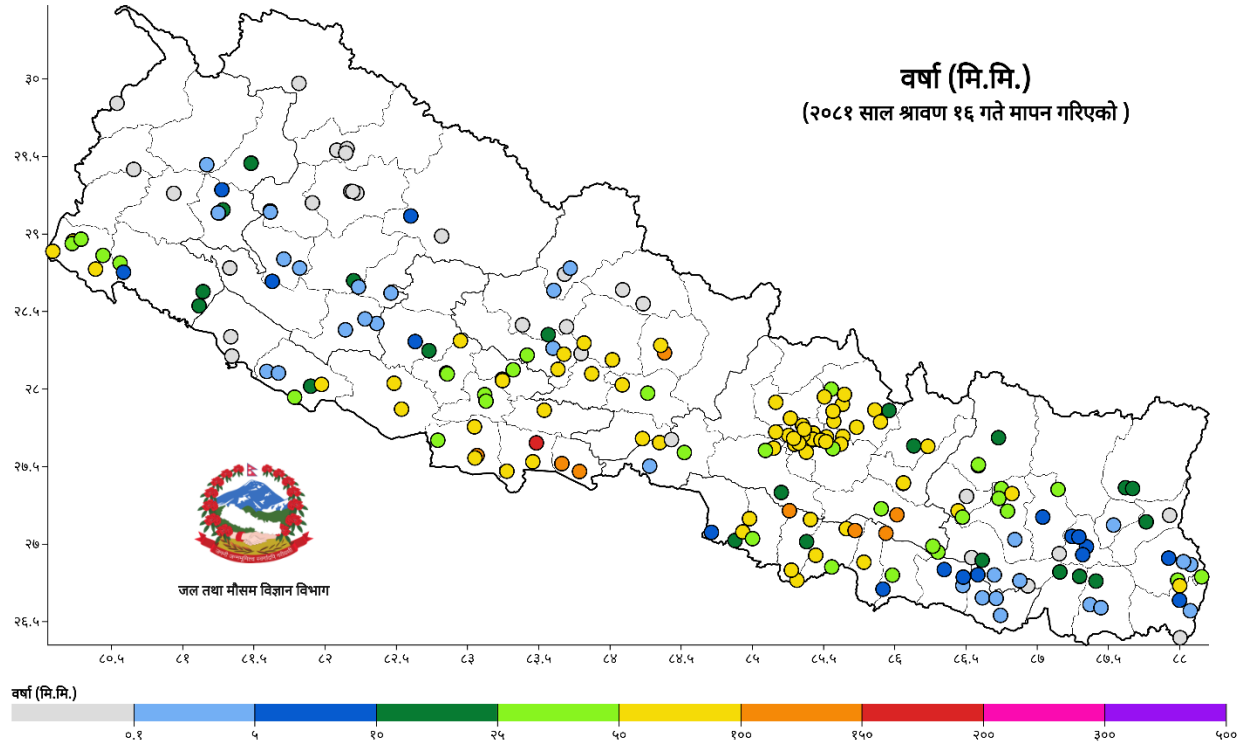 वर्षा (मि.मि.)
(२०८१ साल श्रावण १६ गते मापन गरिएको )
३०
२९.५
२९
२८.५
२८
२७.५
२७
२६.५
जल तथा मौसम विज्ञान विभाग
८०.५ ८१ ८१.५ ८२ ८२.५ ८३ ८३.५ ८४ ८४.५ ८५ ८५.५ ८६ ८६.५ ८७ ८७.५ ८८
वर्षा (मि.मि.)
०.१ ५ १० २५ ५० १०० १५० २०० ३०० ५००